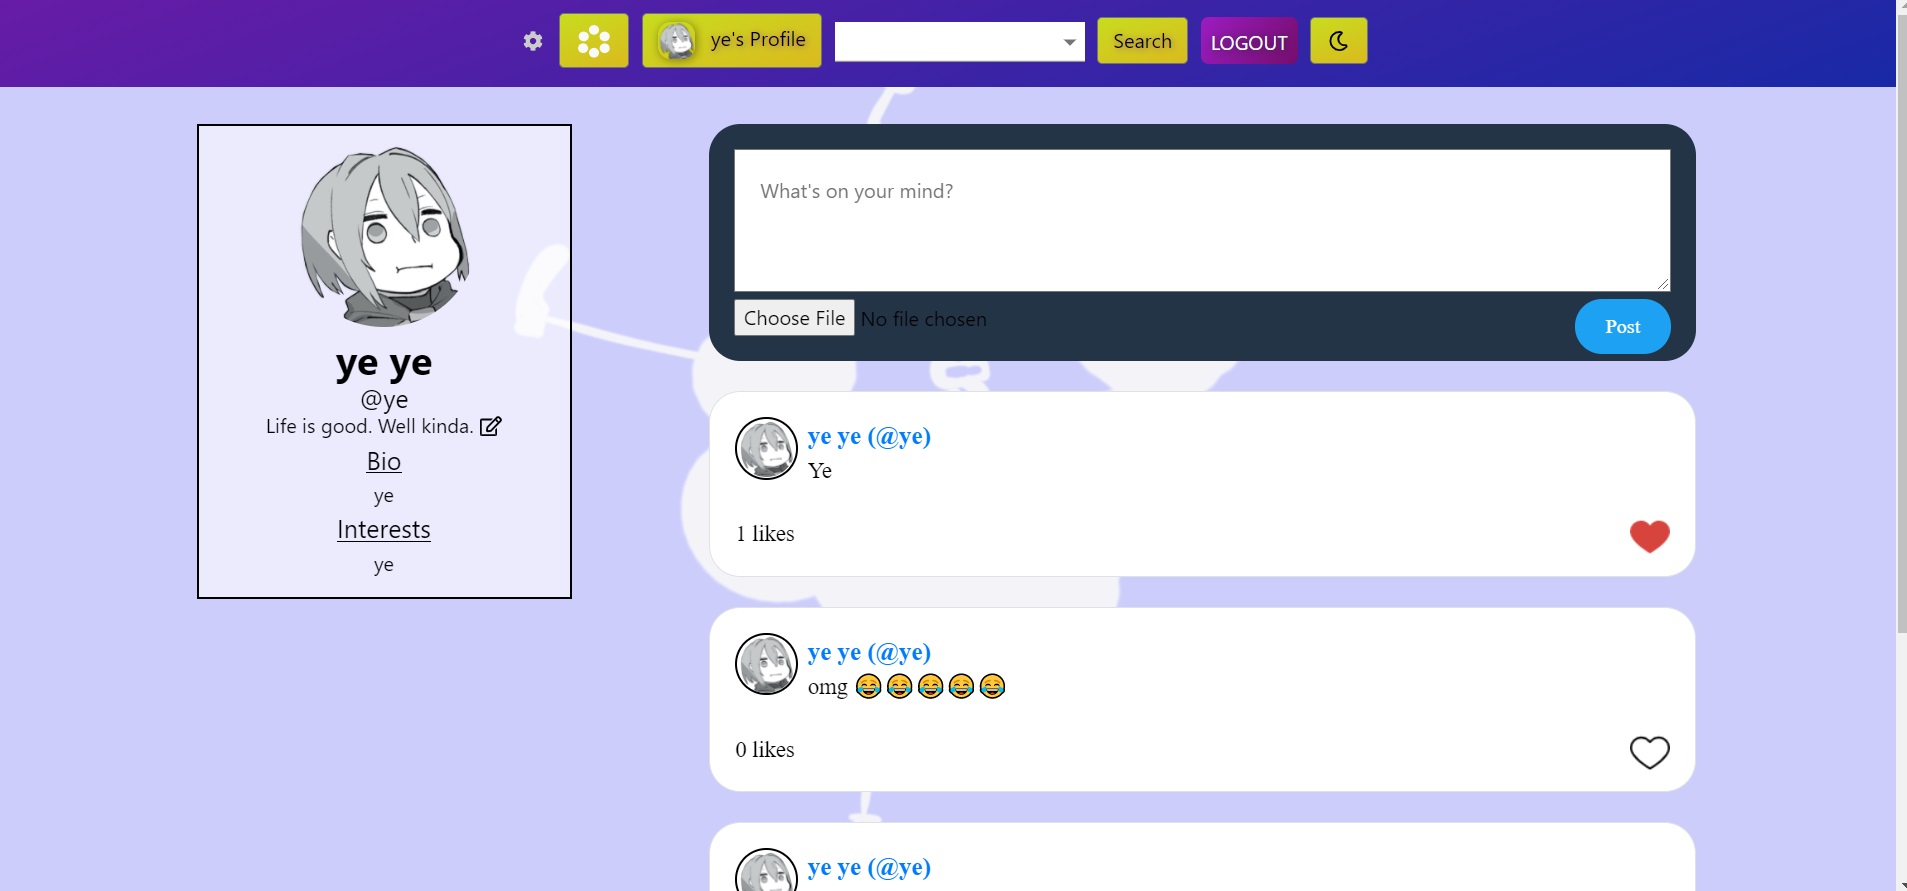 ye's Profile
Search
LOGOUT
ye ye
@ye
Life is good. Well kinda.
Bio
ye
Interests
ye
What's on your mind?
Choose File No file chosen
Post
ye ye (@ye)
Ye
1 likes
ye ye (@ye)
omg 😂😂😂😂😂
0 likes
ye ye (@ye)